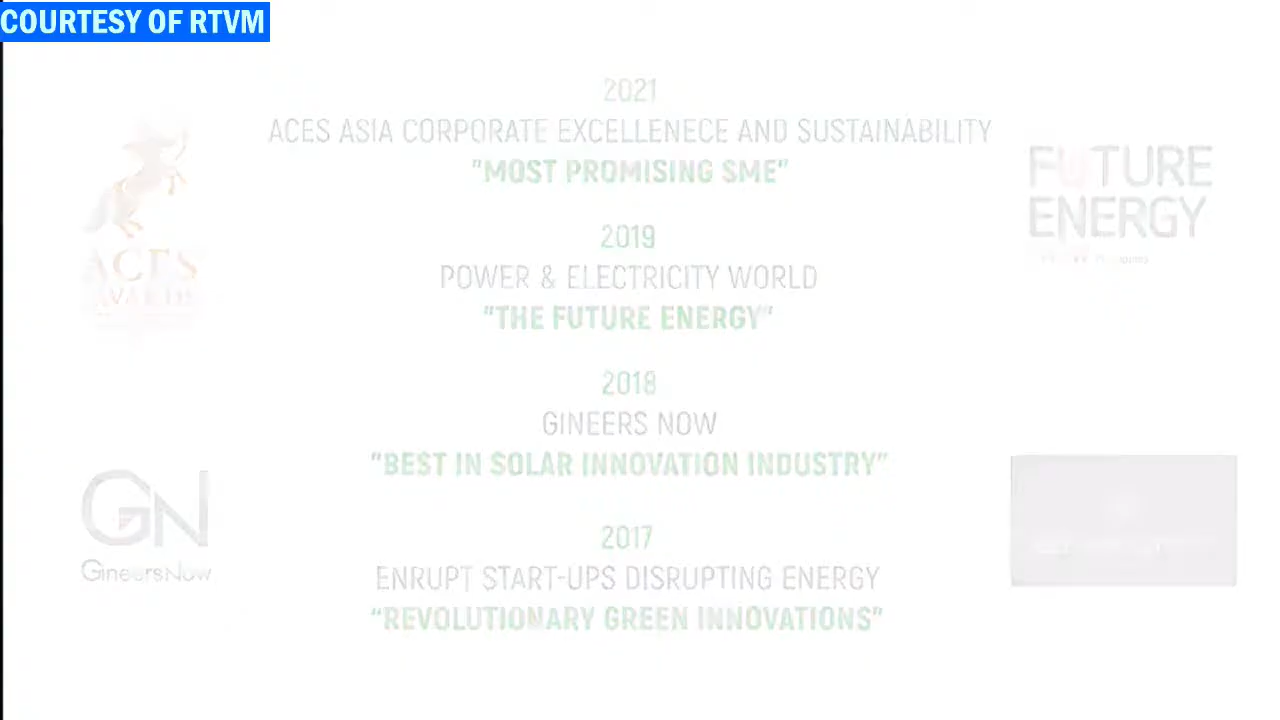 COURTESY OF RTVM
2021
ACES ASIA CORPORATE EXCELLENECE AND SUSTAINABILITY
"MOST PROMISING SME"
ACES
AWARDS
FUTURE
ENERGY
2019
POWER & ELECTRICITY WORLD
"THE FUTURE ENERGY"
2018
GINEERS NOW
"BEST IN SOLAR INNOVATION INDUSTRY"
GN
GineersNow
2017
ENRUPT START-UPS DISRUPTING ENERGY
"REVOLUTIONARY GREEN INNOVATIONS"